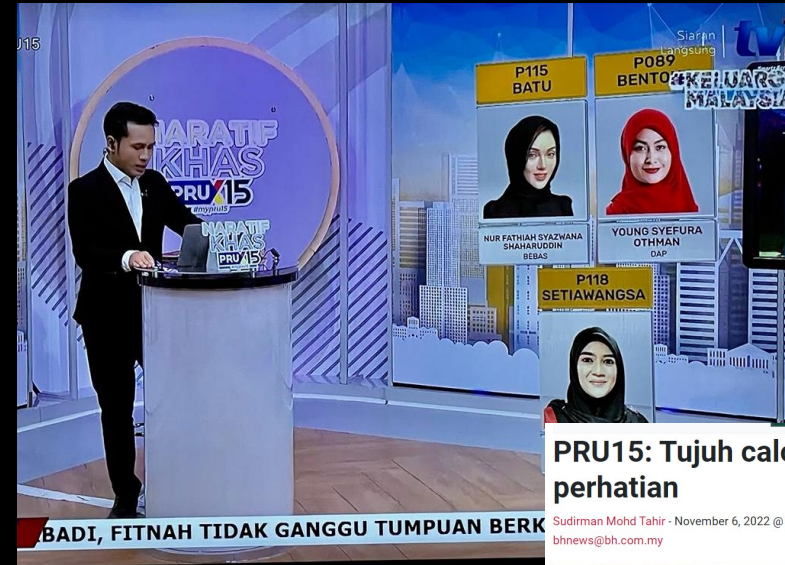 U15
NARATIF
KHAS
PRU15
#mypru15
NARATIF
KHAS
PRU15
Siaran
Langsung
tv
#KELUARG
MALAYSIA
P115
BATU
NUR FATHIAH SYAZWANA
SHAHARUDDIN
BEBAS
P089
BENTO
YOUNG SYEFURA
OTHMAN
DAP
P118
SETIAWANGSA
BADI, FITNAH TIDAK GANGGU TUMPUAN BERK
PRU15: Tujuh calo
perhatian
Sudirman Mohd Tahir - November 6, 2022 @
bhnews@bh.com.my